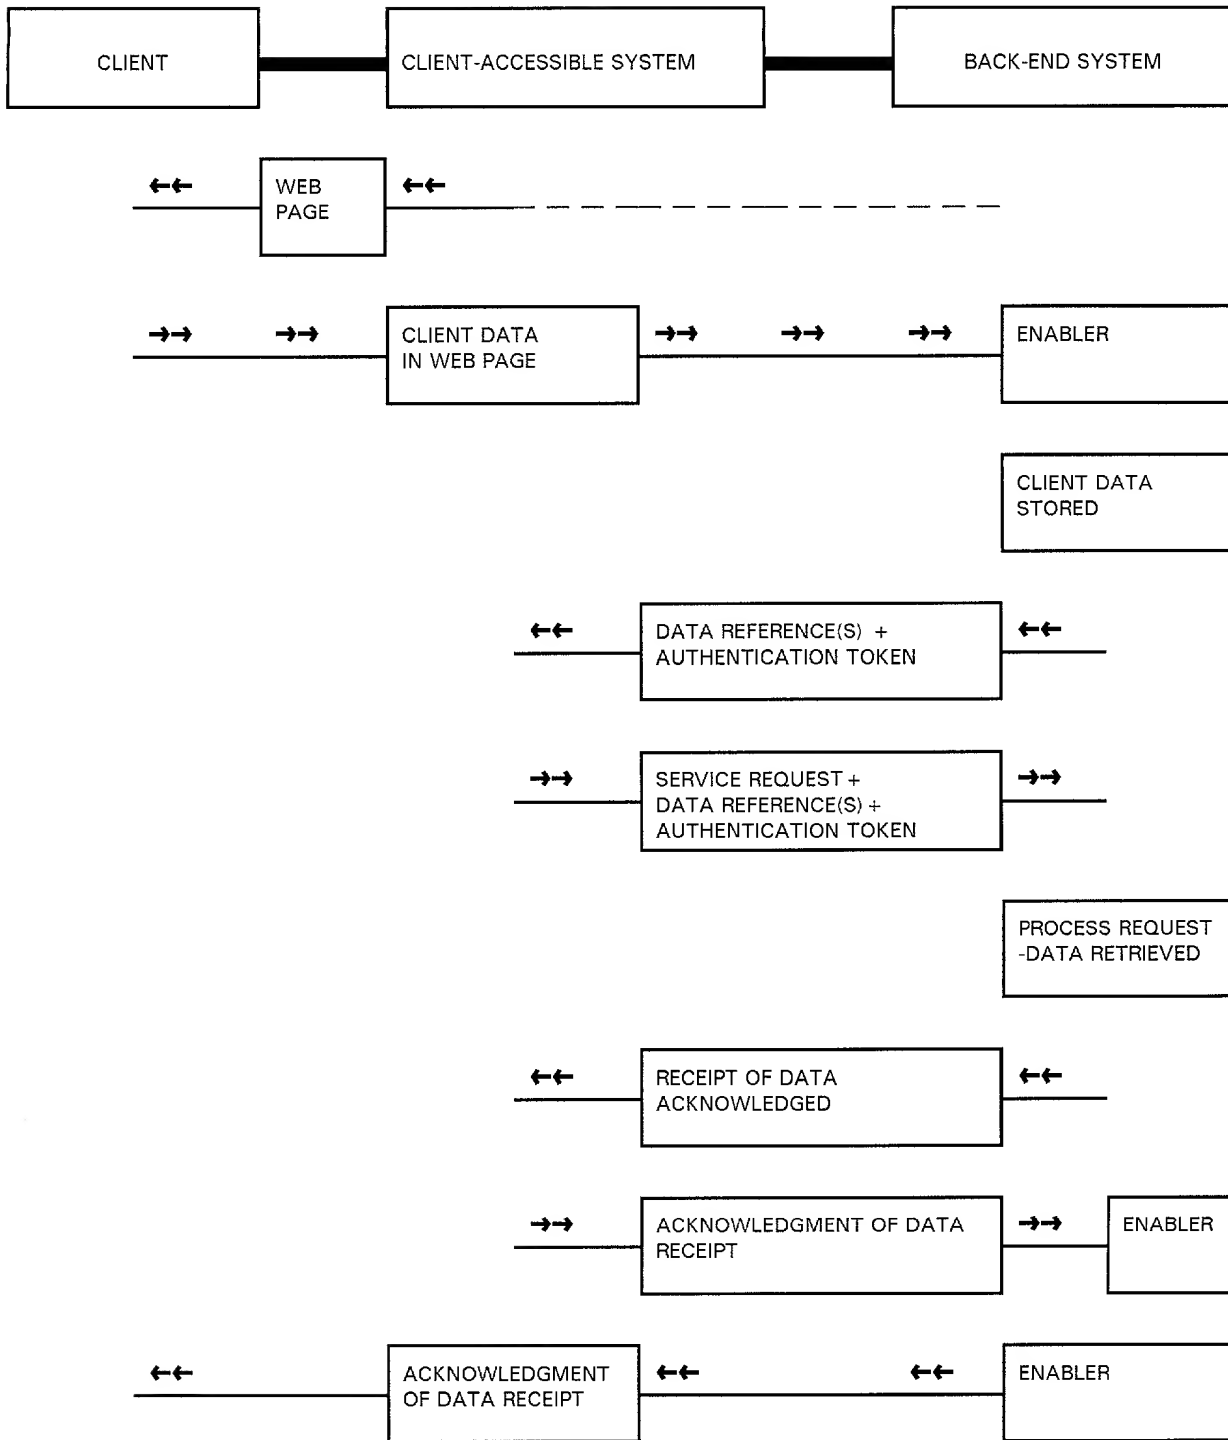 CLIENT
CLIENT-ACCESSIBLE SYSTEM
BACK-END SYSTEM
WEB
PAGE
CLIENT DATA
IN WEB PAGE
ENABLER
CLIENT DATA
STORED
DATA REFERENCE(S) +
AUTHENTICATION TOKEN
SERVICE REQUEST +
DATA REFERENCE(S) +
AUTHENTICATION TOKEN
PROCESS REQUEST
-DATA RETRIEVED
RECEIPT OF DATA
ACKNOWLEDGED
ACKNOWLEDGMENT OF DATA
RECEIPT
ENABLER
ACKNOWLEDGMENT
OF DATA RECEIPT
ENABLER